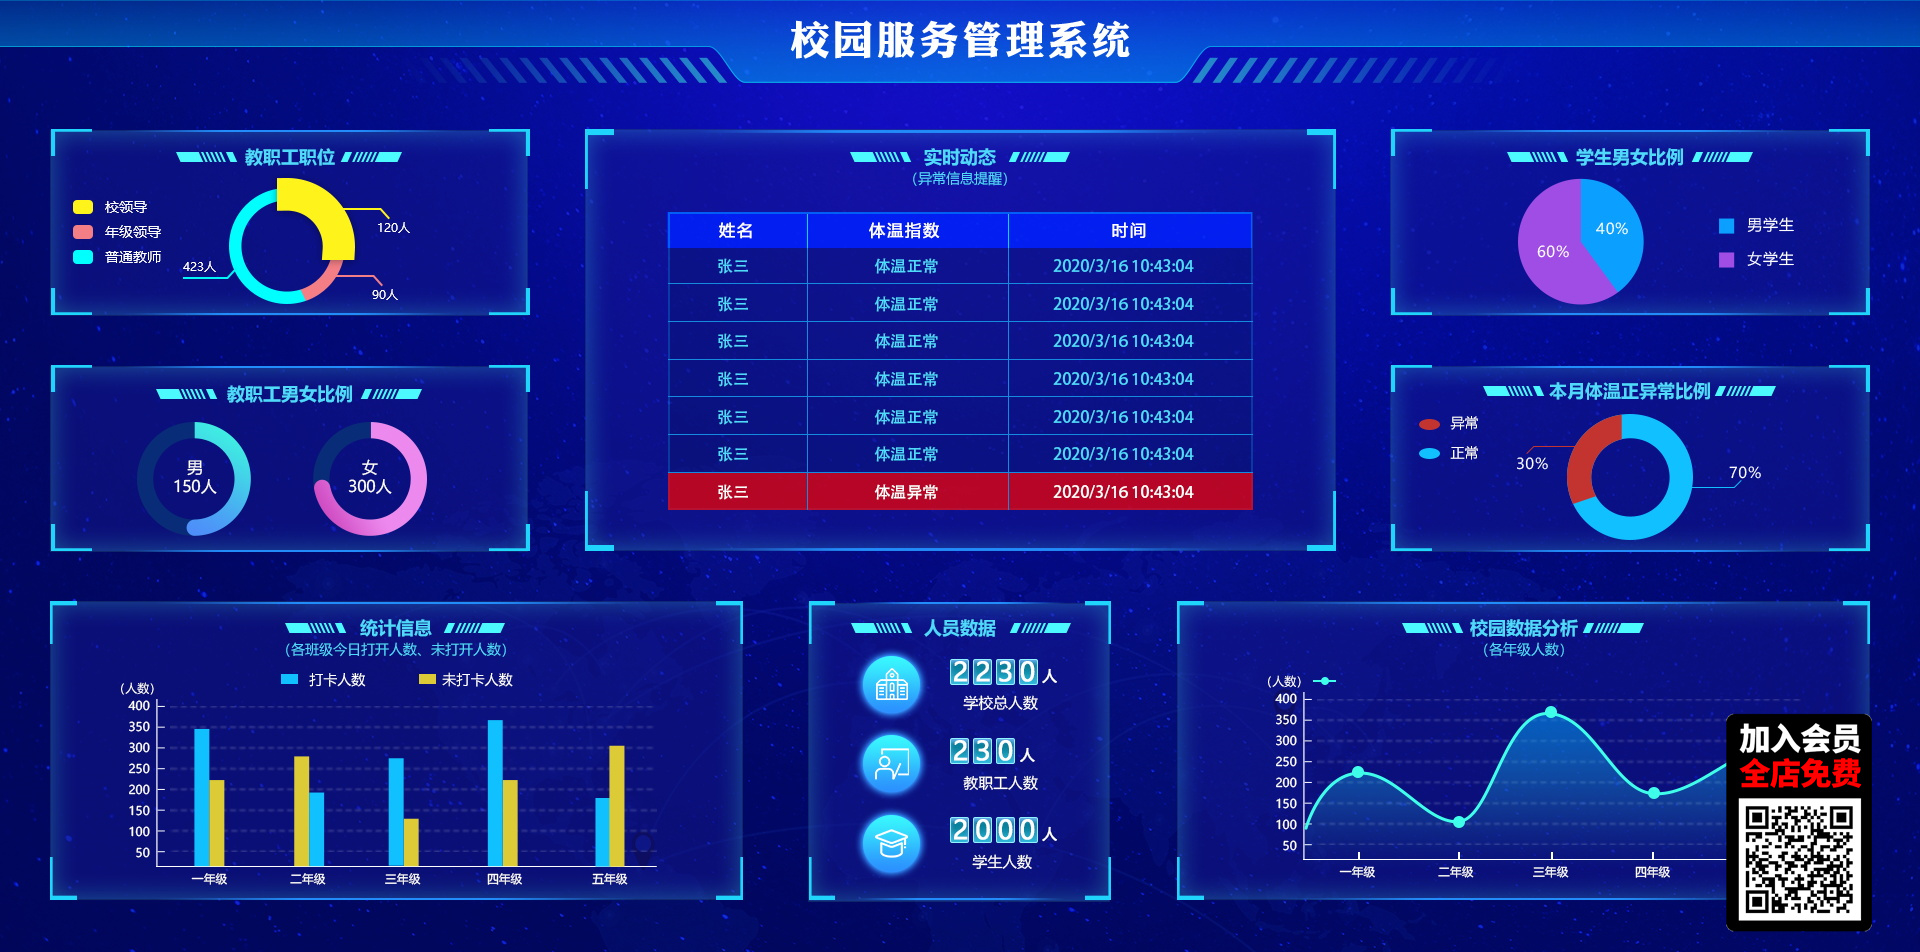 校园服务管理系统
教职工职位
校领导
年级领导
普通教师
120人
423人
90人
教职工男女比例
男
150人
女
300人
实时动态
（异常信息提醒）
姓名 体温指数 时间
张三 体温正常 2020/3/16 10:43:04
张三 体温正常 2020/3/16 10:43:04
张三 体温正常 2020/3/16 10:43:04
张三 体温正常 2020/3/16 10:43:04
张三 体温正常 2020/3/16 10:43:04
张三 体温正常 2020/3/16 10:43:04
张三 体温异常 2020/3/16 10:43:04
学生男女比例
40%
60%
男学生
女学生
本月体温正异常比例
异常
正常
30%
70%
统计信息
（各班级今日打开人数、未打开人数）
打卡人数 未打卡人数
（人数）
400
350
300
250
200
150
100
50
一年级 二年级 三年级 四年级 五年级
人员数据
2230人
学校总人数
230人
教职工人数
2000人
学生人数
校园数据分析
（各年级人数）
（人数）
400
350
300
250
200
150
100
50
一年级 二年级 三年级 四年级
加入会员
全店免费